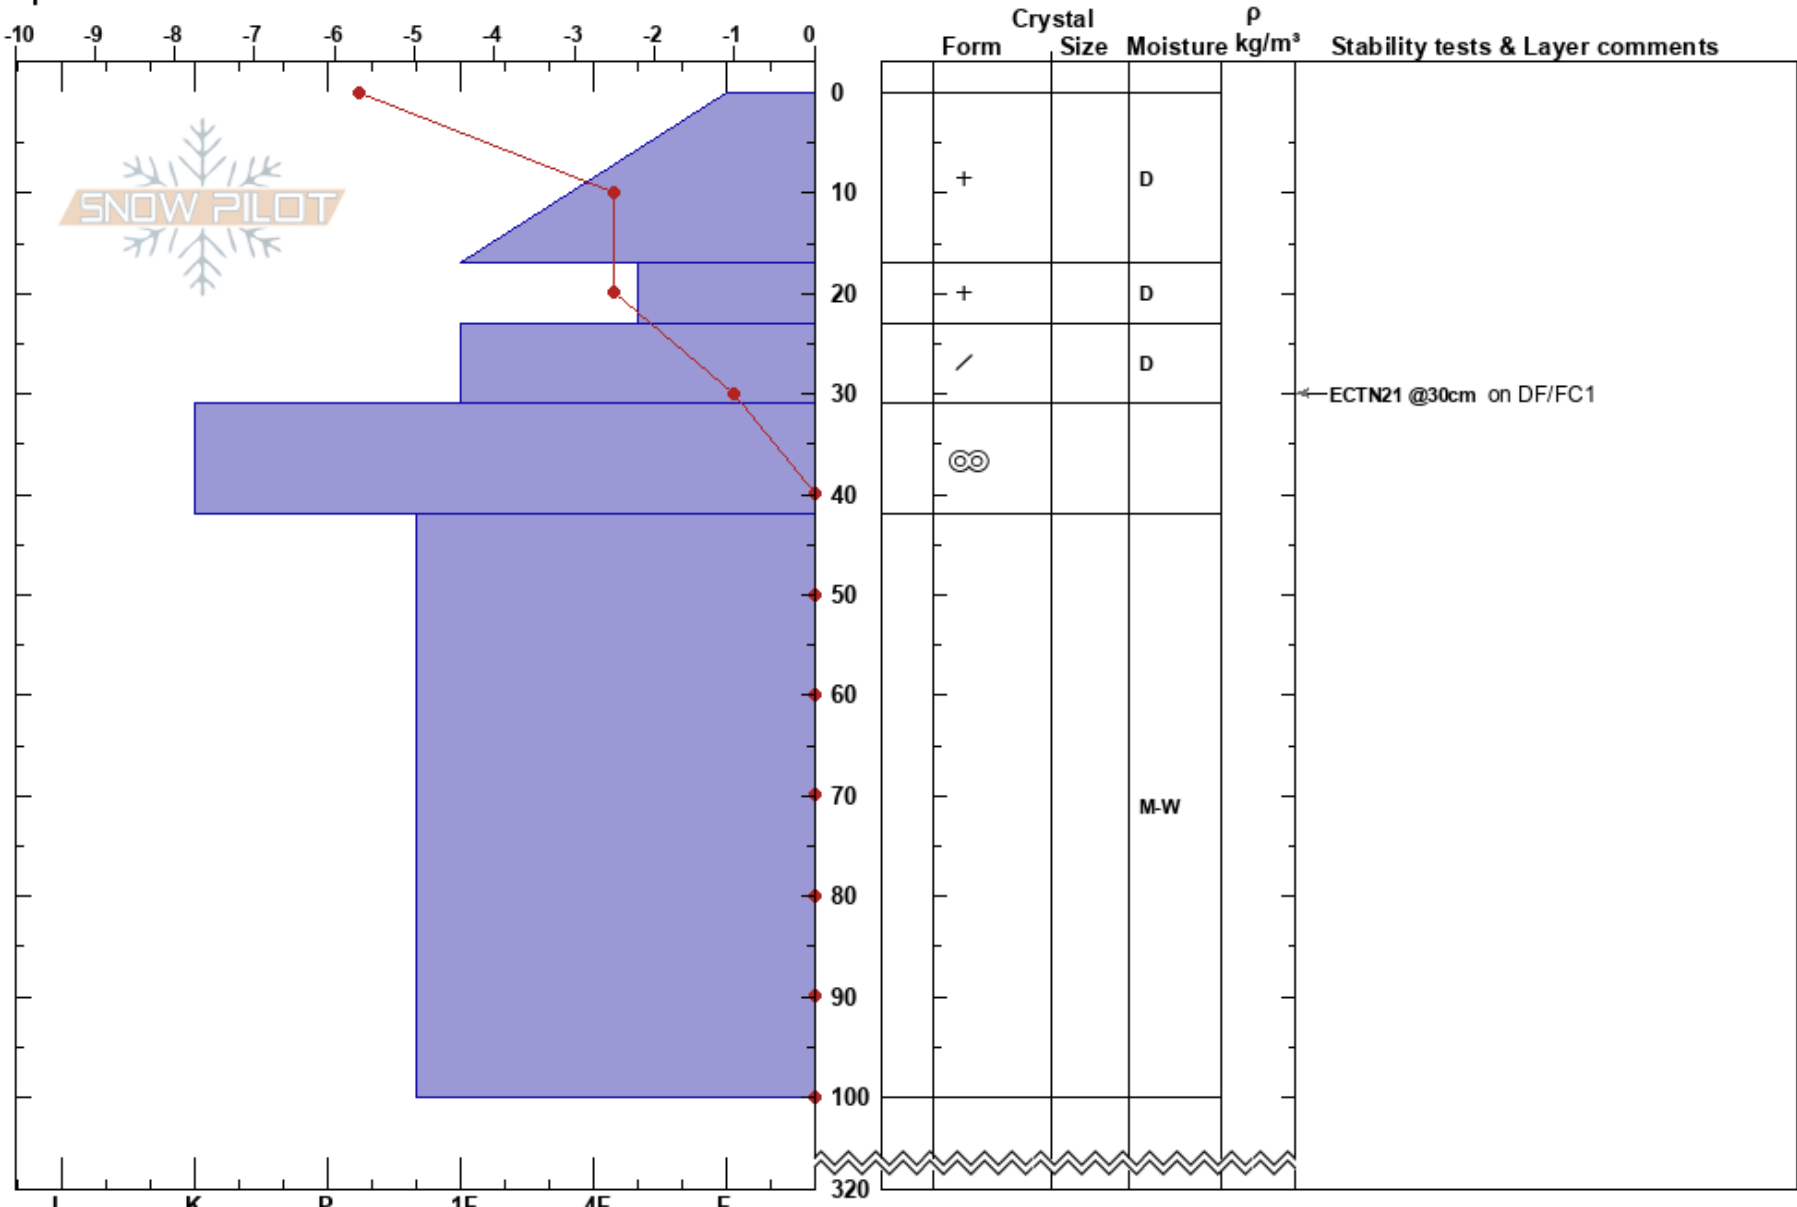 Crystal ρ
-10 -9 -8 -7 -6 -5 -4 -3 -2 -1 0 Form Size Moisture kg/m³ Stability tests & Layer comments
0
SNOW PILOT
+ D
10
20 + D
D
30 ECTN21 @30cm on DF/FC1
40
50
60
70
M-W
80
90
100
320
I K P 1F 4F F